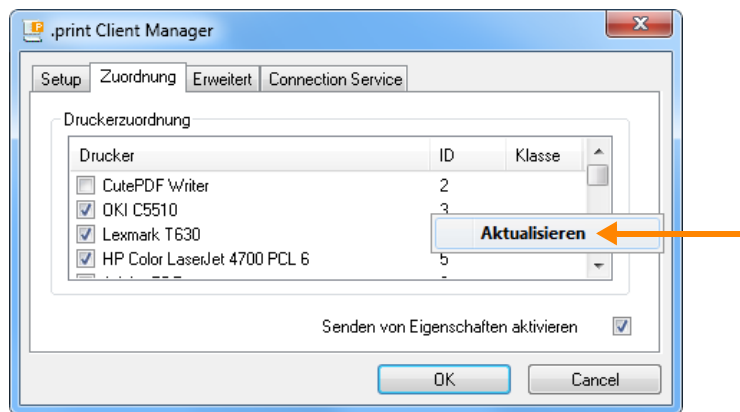 .print Client Manager
Setup Zuordnung Erweitert Connection Service
Druckerzuordnung
Drucker ID Klasse
CutePDF Writer 2
OKI C5510 3
Lexmark T630
Aktualisieren
HP Color LaserJet 4700 PCL 6 5
Senden von Eigenschaften aktivieren
OK Cancel